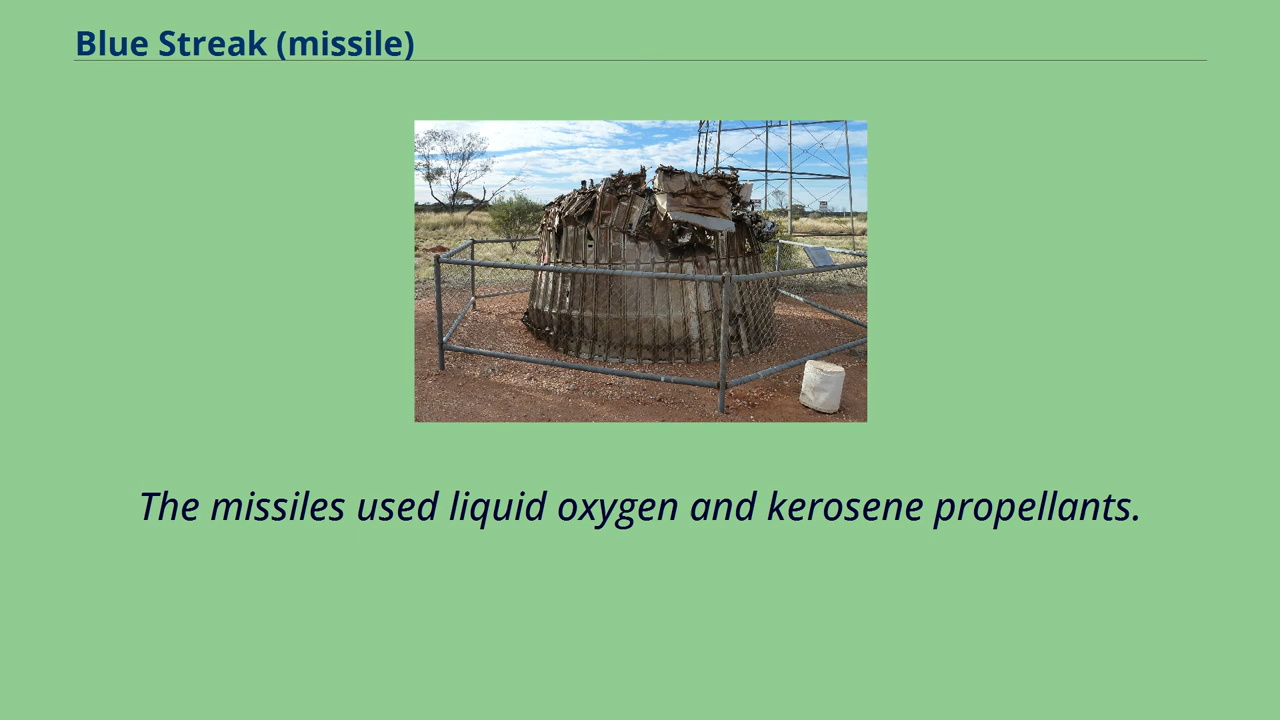 Blue Streak (missile)
The missiles used liquid oxygen and kerosene propellants.